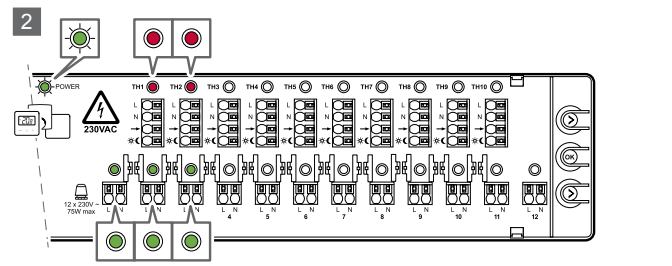 2
POWER
TH1 TH2 TH3 TH4 TH5 TH6 TH7 TH8 TH9 TH10
L
N
230VAC
OK
12 x 230V ~
75W max
L N L N L N L N L N L N L N L N L N L N L N L N
4 5 6 7 8 9 10 11 12